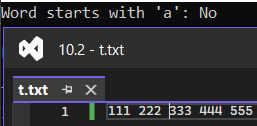 Word starts with 'a': No
10.2 - t.txt
t.txt
1 111 222 333 444 555